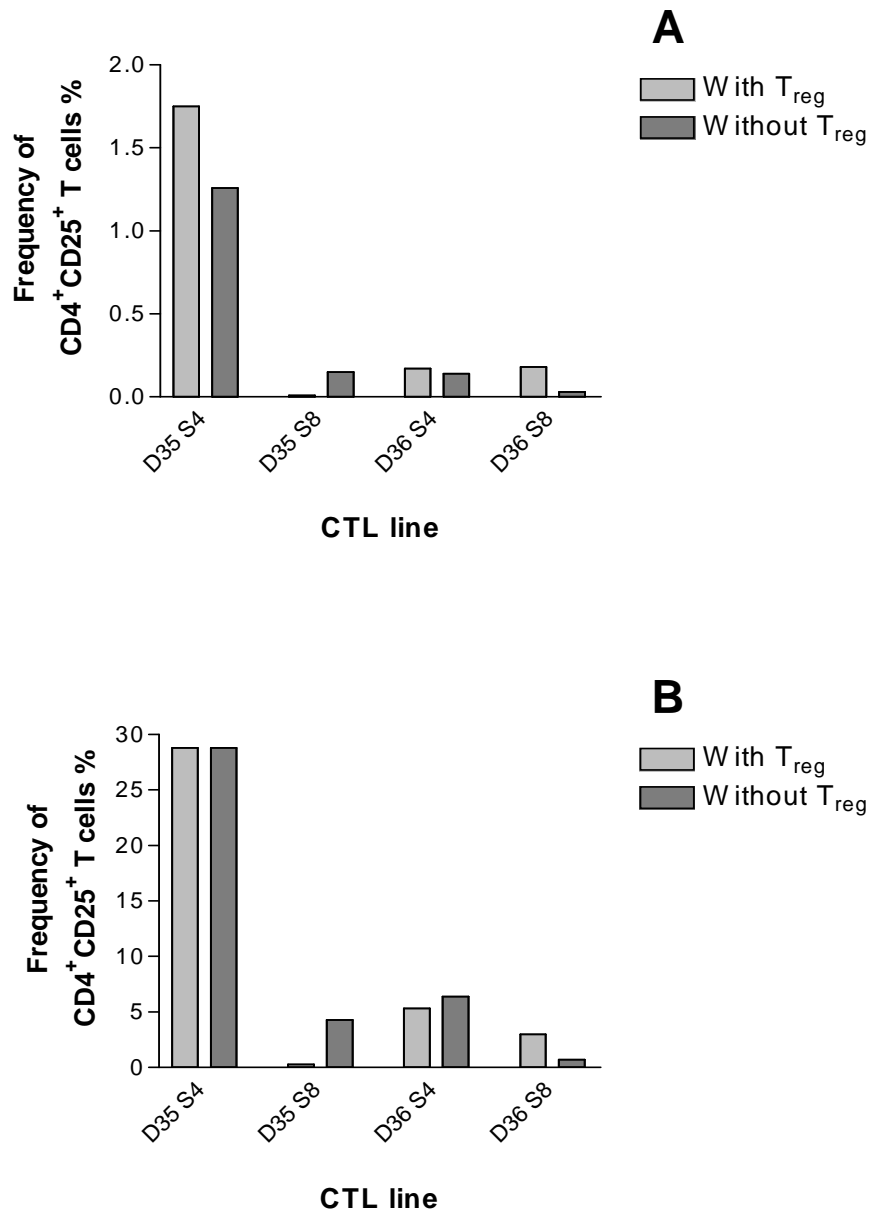 A
With Treg
Without Treg
Frequency of
CD4+CD25+ T cells %
2.0
1.5
1.0
0.5
0.0
D35 S4
D35 S8
D36 S4
D36 S8
CTL line
B
With Treg
Without Treg
Frequency of
CD4+CD25+ T cells %
30
25
20
15
10
5
0
D35 S4
D35 S8
D36 S4
D36 S8
CTL line